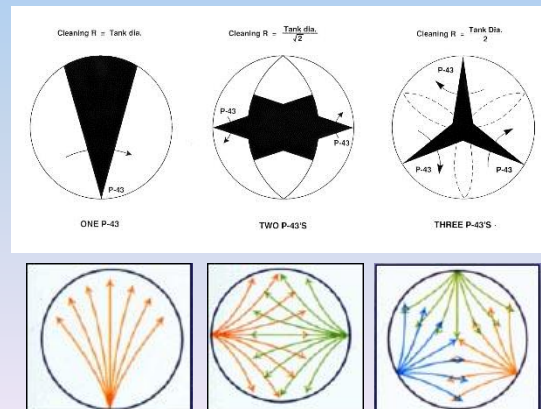 Cleaning R = Tank die.
Cleaning R = Tank dia. / √2
Cleaning R = Tank Dia. / 2
P-43
P-43
P-43
P-43
P-43
P-43
ONE P-43
TWO P-43'S
THREE P-43'S